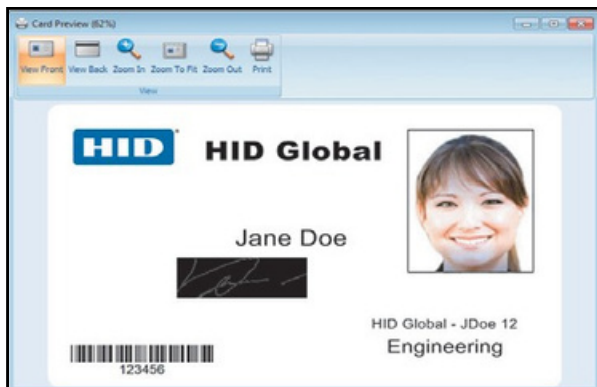 Card Preview (82%)
View Front View Back Zoom In Zoom To Fit Zoom Out Print
View
HID HID Global
Jane Doe
HID Global - JDoe 12
Engineering
123456